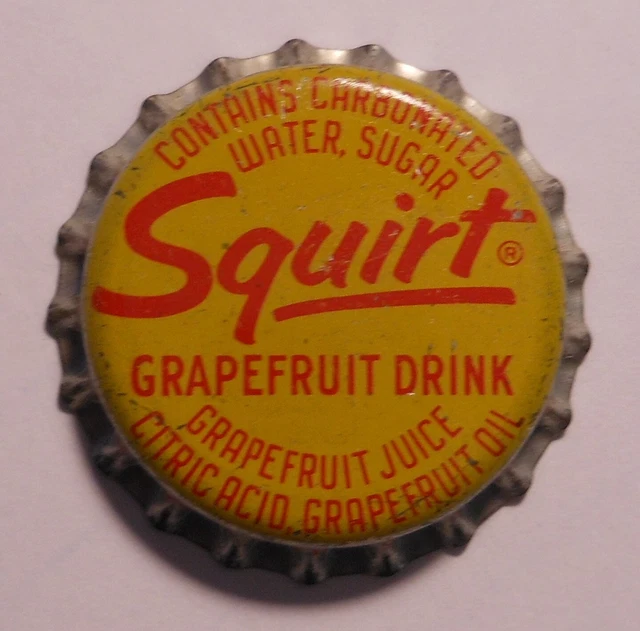 CONTAINS CARBONATED
WATER, SUGAR
Squirt®
GRAPEFRUIT DRINK
GRAPEFRUIT JUICE
CITRIC ACID, GRAPEFRUIT OIL